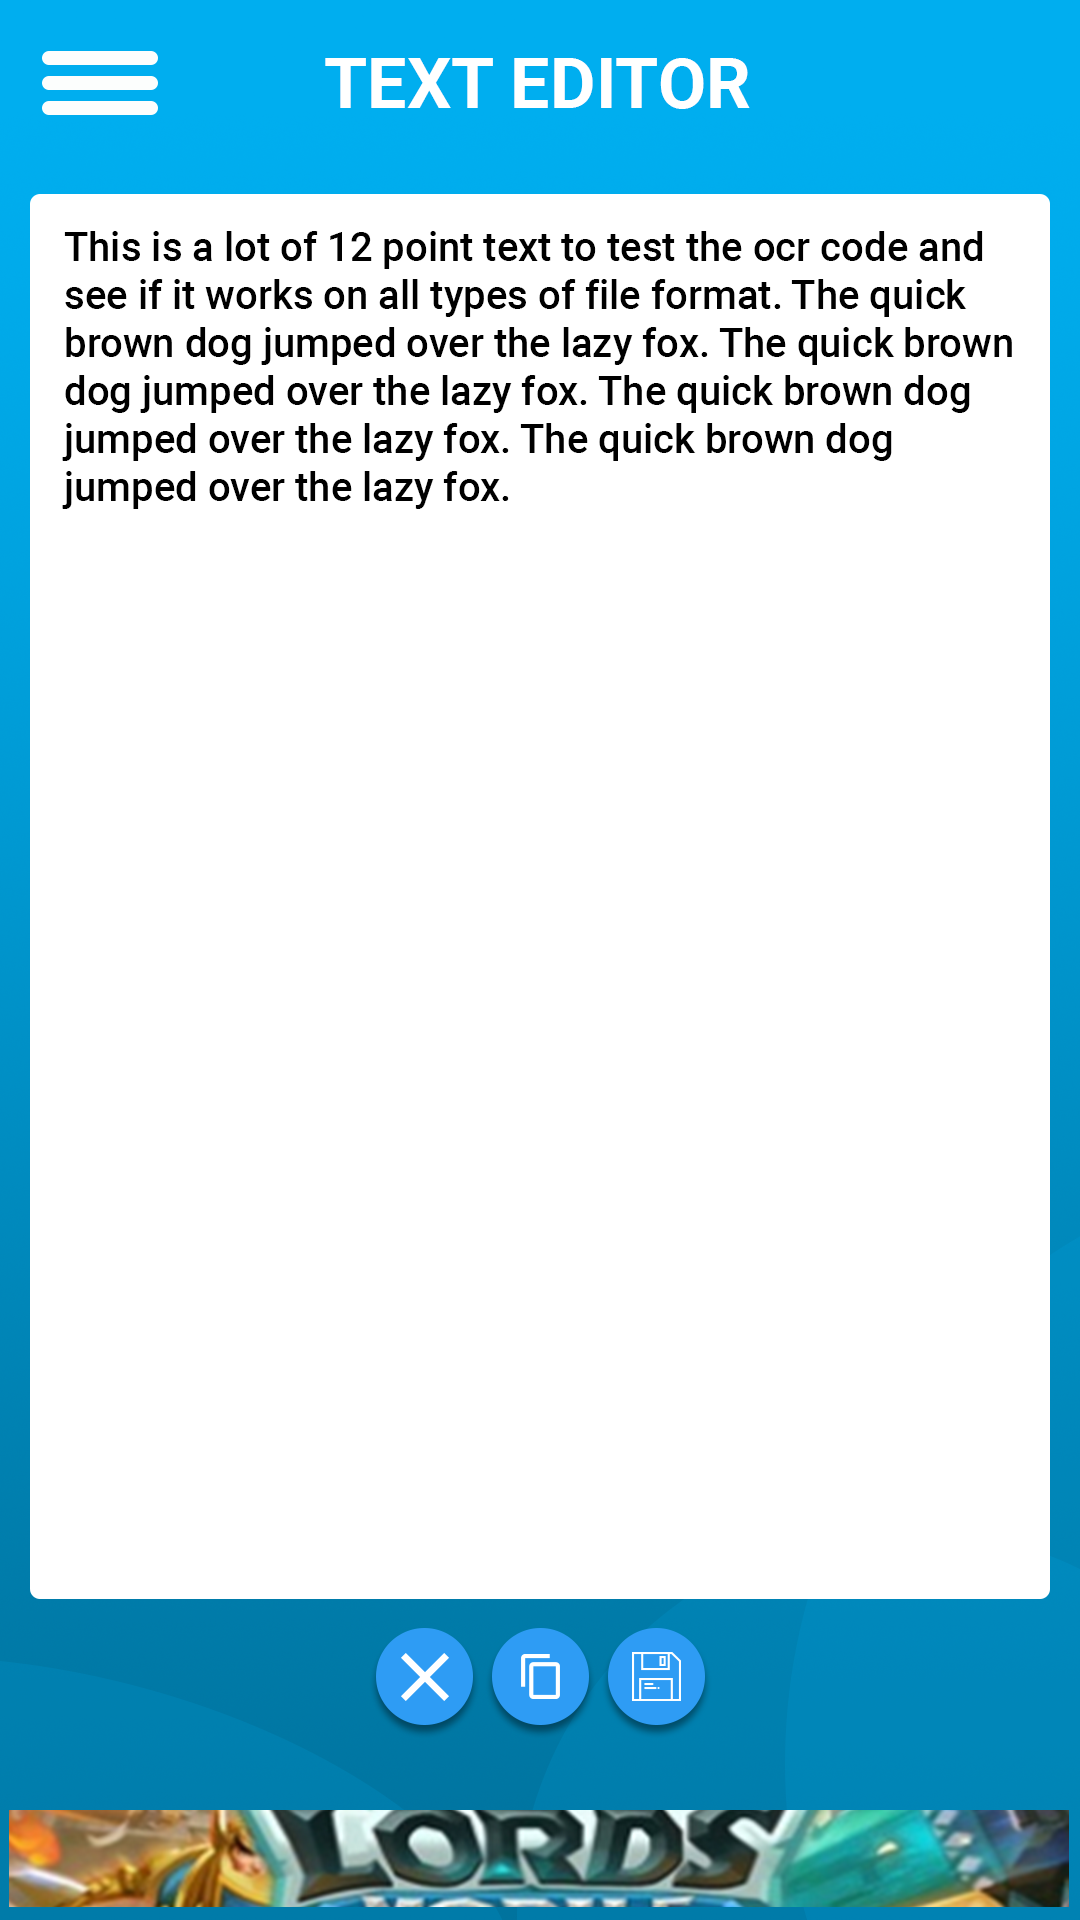 TEXT EDITOR
This is a lot of 12 point text to test the ocr code and
see if it works on all types of file format. The quick
brown dog jumped over the lazy fox. The quick brown
dog jumped over the lazy fox. The quick brown dog
jumped over the lazy fox. The quick brown dog
jumped over the lazy fox.
LORDS
MOBILE